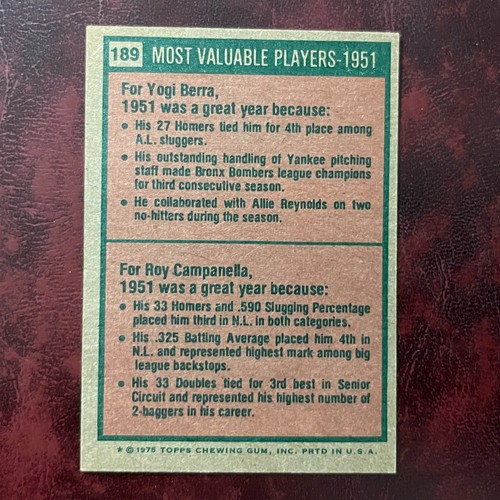 189 MOST VALUABLE PLAYERS-1951
For Yogi Berra,
1951 was a great year because:
• His 27 Homers tied him for 4th place among
A.L. sluggers.
• His outstanding handling of Yankee pitching
staff made Bronx Bombers league champions
for third consecutive season.
• He collaborated with Allie Reynolds on two
no-hitters during the season.
For Roy Campanella,
1951 was a great year because:
• His 33 Homers and .590 Slugging Percentage
placed him third in N.L. in both categories.
• His .325 Batting Average placed him 4th in
N.L. and represented highest mark among big
league backstops.
• His 33 Doubles tied for 3rd best in Senior
Circuit and represented his highest number of
2-baggers in his career.
★ © 1975 TOPPS CHEWING GUM, INC. PRTD IN U.S.A.